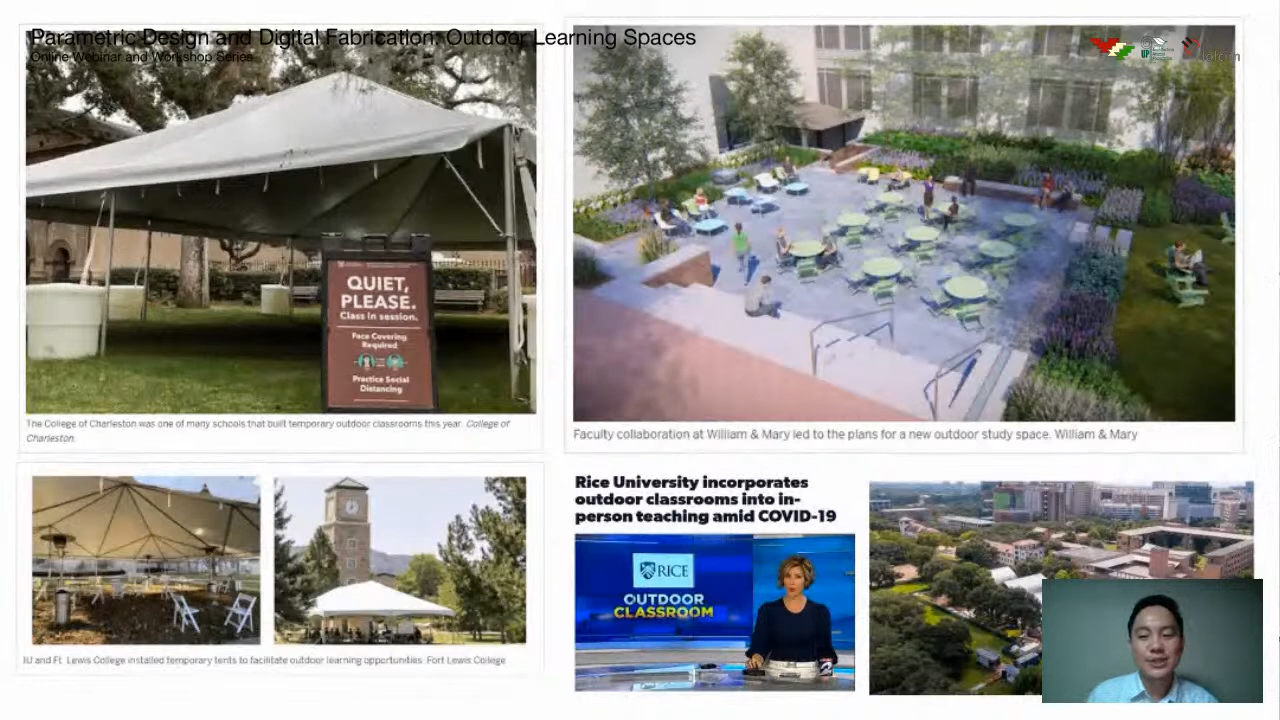 Parametric Design and Digital Fabrication: Outdoor Learning Spaces
Online Webinar and Workshop Series
QUIET,
PLEASE.
Class in session.
Face Covering
Required
Practice Social
Distancing
The College of Charleston was one of many schools that built temporary outdoor classrooms this year. College of
Charleston.
Faculty collaboration at William & Mary led to the plans for a new outdoor study space. William & Mary
IU and Ft. Lewis College installed temporary tents to facilitate outdoor learning opportunities Fort Lewis College
Rice University incorporates
outdoor classrooms into in-
person teaching amid COVID-19
RICE
OUTDOOR
CLASSROOM
2